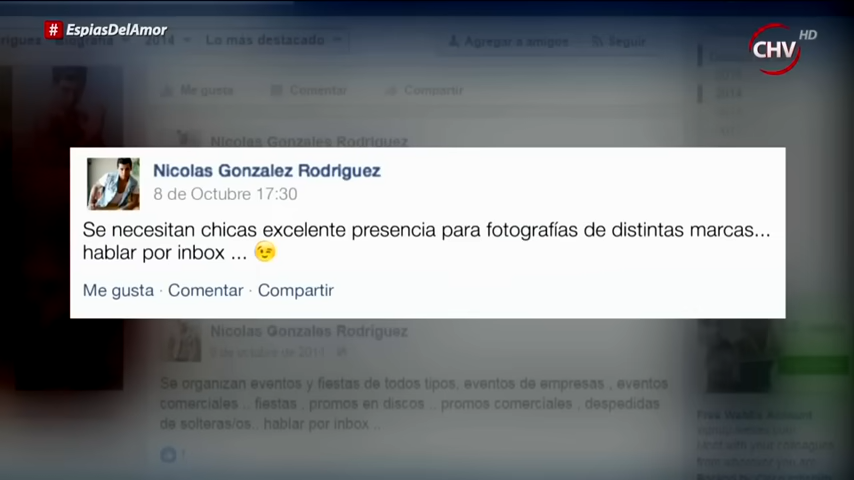 # EspiasDelAmor
CHV HD
2014 Lo más destacado Agregar a amigos Seguir
Me gusta Comentar Compartir
Nicolas Gonzales Rodriguez
Nicolas Gonzalez Rodriguez
8 de Octubre 17:30
Se necesitan chicas excelente presencia para fotografías de distintas marcas...
hablar por inbox ... 😉
Me gusta · Comentar · Compartir
Nicolas Gonzales Rodriguez
Se organizan eventos y fiestas de todos tipos, eventos de empresas , eventos
comerciales .. fiestas , promos en discos .. promos comerciales , despedidas
de solteras/os.. hablar por inbox ..